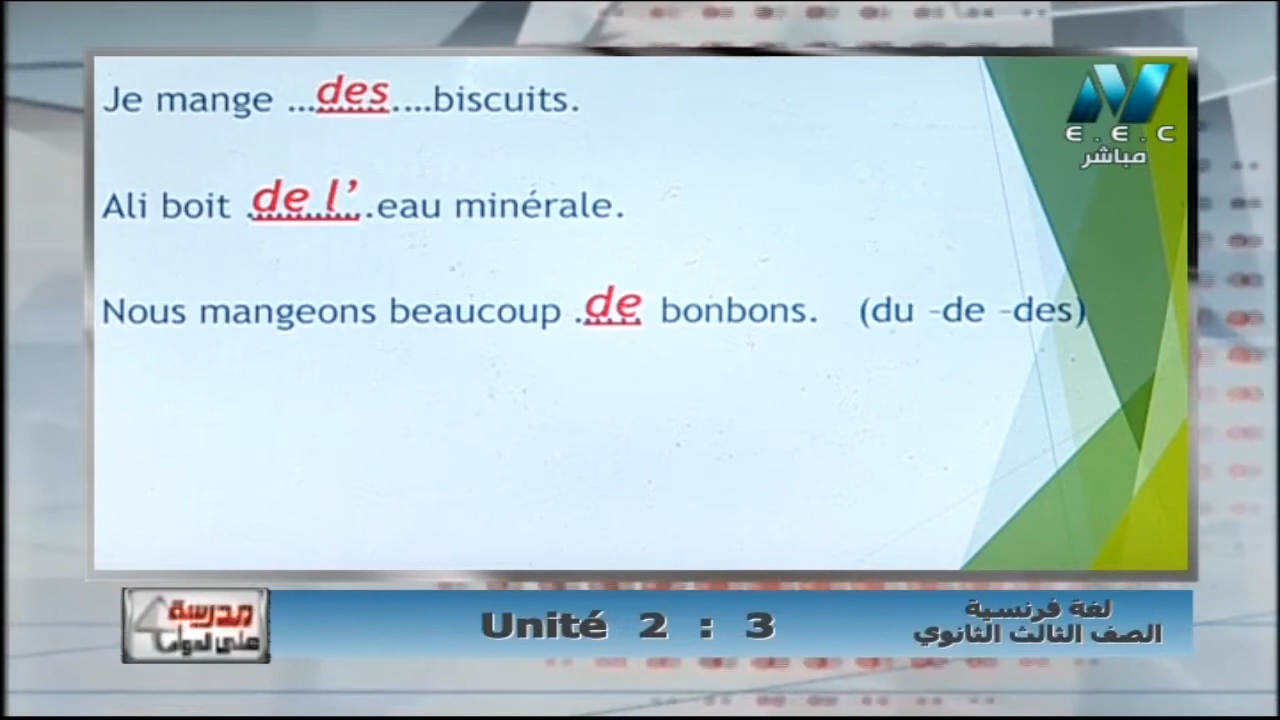 Je mange ...des....biscuits.
Ali boit .de l’.eau minérale.
Nous mangeons beaucoup .de bonbons. (du -de -des)
E.E.C
مباشر
مدرسة
على الهواء
Unité 2 : 3
لغة فرنسية
الصف الثالث الثانوي